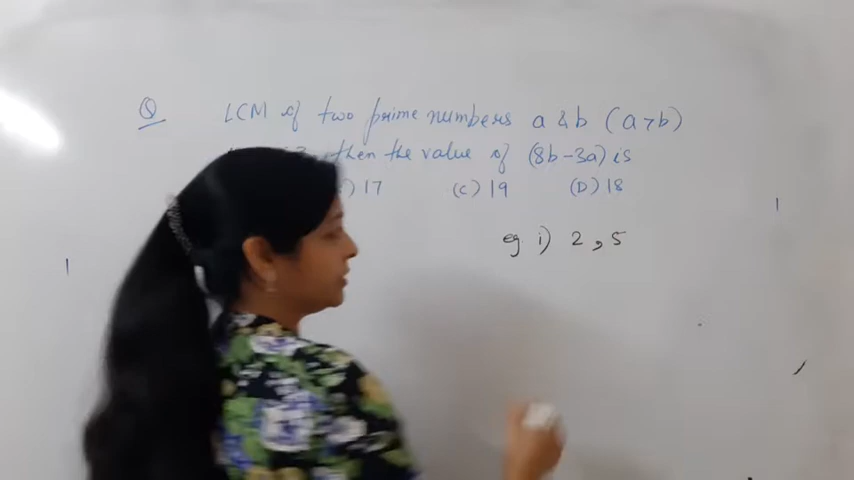 Q LCM of two prime numbers a & b (a>b)
then the value of (8b-3a) is
) 17 (C) 19 (D) 18
eg i) 2, 5